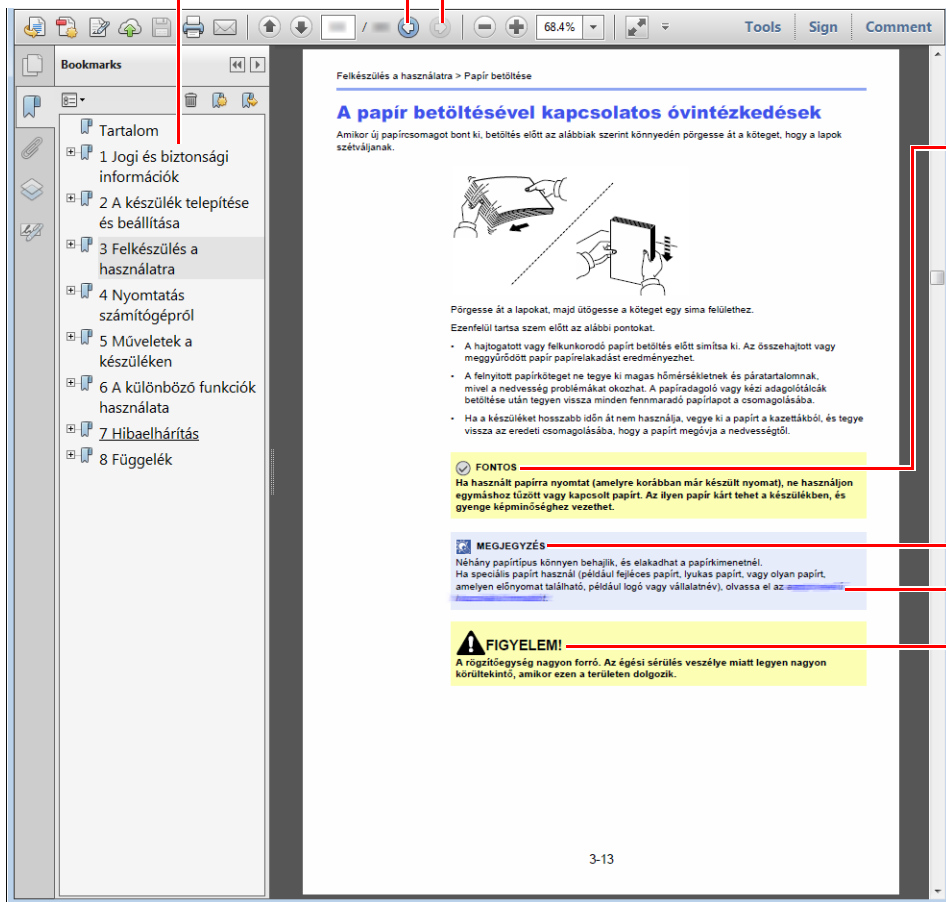 /
68.4%
Tools
Sign
Comment
Bookmarks
Tartalom
1 Jogi és biztonsági
információk
2 A készülék telepítése
és beállítása
3 Felkészülés a
használatra
4 Nyomtatás
számítógépről
5 Műveletek a
készüléken
6 A különböző funkciók
használata
7 Hibaelhárítás
8 Függelék
Felkészülés a használatra > Papír betöltése
A papír betöltésével kapcsolatos óvintézkedések
Amikor új papírcsomagot bont ki, betöltés előtt az alábbiak szerint könnyedén pörgesse át a köteget, hogy a lapok
szétváljanak.
Pörgesse át a lapokat, majd ütögesse a köteget egy sima felülethez.
Ezenfelül tartsa szem előtt az alábbi pontokat.
• A hajtogatott vagy felkunkorodó papírt betöltés előtt simítsa ki. Az összehajtott vagy
meggyűrődött papír papírelakadást eredményezhet.
• A felnyitott papírköteget ne tegye ki magas hőmérsékletnek és páratartalomnak,
mivel a nedvesség problémákat okozhat. A papíradagoló vagy kézi adagolótálcák
betöltése után tegyen vissza minden fennmaradó papírlapot a csomagolásába.
• Ha a készüléket hosszabb időn át nem használja, vegye ki a papírt a kazettákból, és tegye
vissza az eredeti csomagolásába, hogy a papírt megóvja a nedvességtől.
FONTOS
Ha használt papírra nyomtat (amelyre korábban már készült nyomat), ne használjon
egymáshoz tűzött vagy kapcsolt papírt. Az ilyen papír kárt tehet a készülékben, és
gyenge képminőséghez vezethet.
MEGJEGYZÉS
Néhány papírtípus könnyen behajlik, és elakadhat a papírkimenetnél.
Ha speciális papírt használ (például fejléces papírt, lyukas papírt, vagy olyan papírt,
amelyen előnyomat található, például logó vagy vállalatnév), olvassa el az
FIGYELEM!
A rögzítőegység nagyon forró. Az égési sérülés veszélye miatt legyen nagyon
körültekintő, amikor ezen a területen dolgozik.
3-13